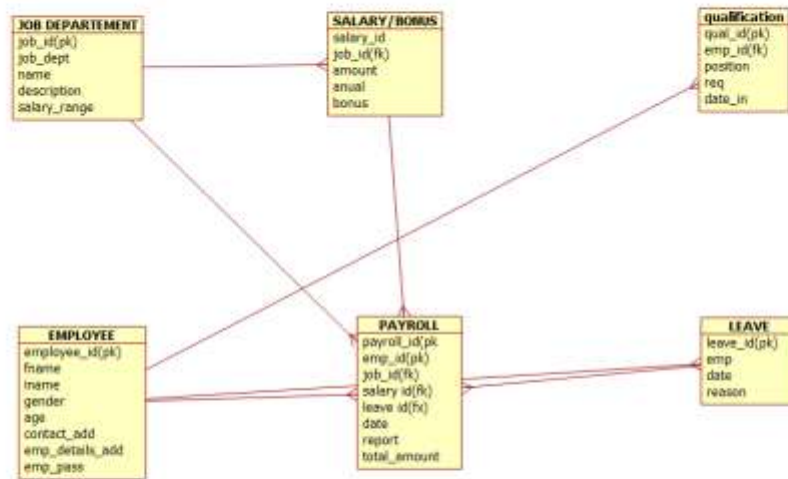 JOB DEPARTEMENT
job_id(pk)
job_dept
name
description
salary_range
SALARY/BONUS
salary_id
job_id(fk)
amount
anual
bonus
qualification
qual_id(pk)
emp_id(fk)
position
req
date_in
EMPLOYEE
employee_id(pk)
fname
lname
gender
age
contact_add
emp_details_add
emp_pass
PAYROLL
payroll_id(pk
emp_id(pk)
job_id(fk)
salary id(fk)
leave id(fk)
date
report
total_amount
LEAVE
leave_id(pk)
emp
date
reason